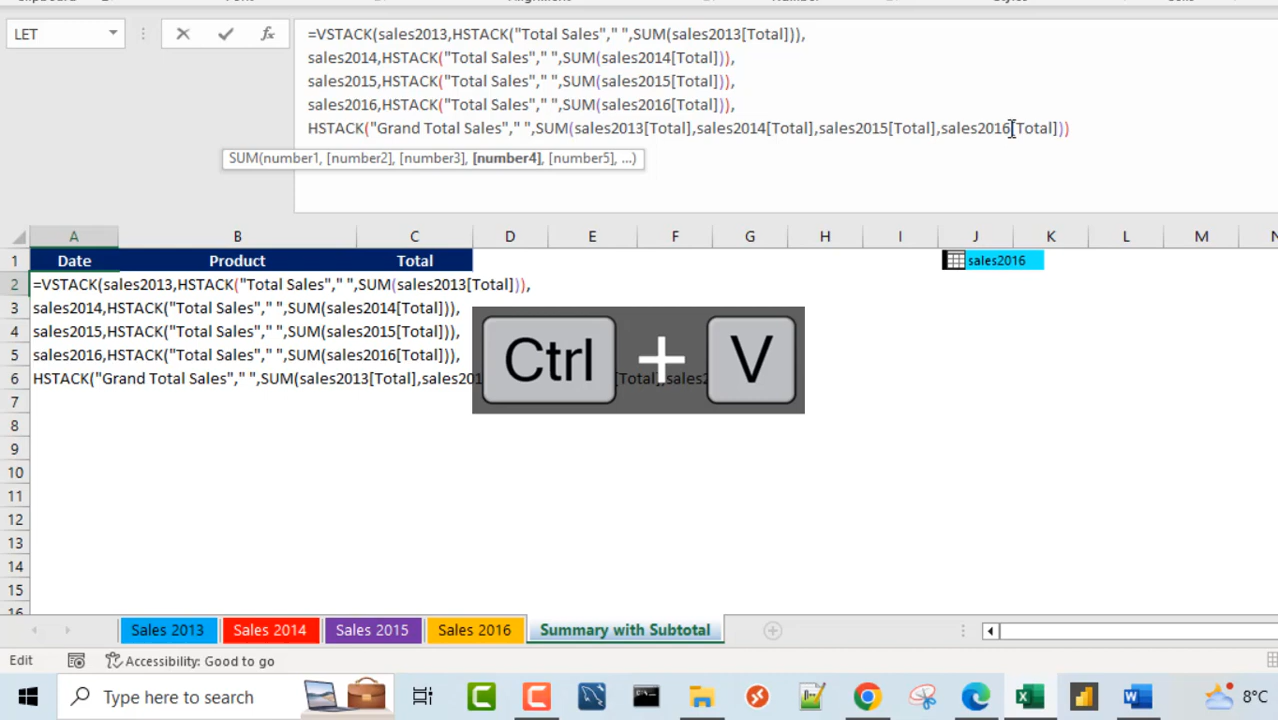 LET
=VSTACK(sales2013,HSTACK("Total Sales"," ",SUM(sales2013[Total])),
sales2014,HSTACK("Total Sales"," ",SUM(sales2014[Total])),
sales2015,HSTACK("Total Sales"," ",SUM(sales2015[Total])),
sales2016,HSTACK("Total Sales"," ",SUM(sales2016[Total])),
HSTACK("Grand Total Sales"," ",SUM(sales2013[Total],sales2014[Total],sales2015[Total],sales2016[Total]))
SUM(number1, [number2], [number3], [number4], [number5], ...)
A B C D E F G H I J K L M N
1 Date Product Total sales2016
2 =VSTACK(sales2013,HSTACK("Total Sales"," ",SUM(sales2013[Total])),
3 sales2014,HSTACK("Total Sales"," ",SUM(sales2014[Total])),
4 sales2015,HSTACK("Total Sales"," ",SUM(sales2015[Total])),
5 sales2016,HSTACK("Total Sales"," ",SUM(sales2016[Total])),
6 HSTACK("Grand Total Sales"," ",SUM(sales2013[Total],
Ctrl + V
7
8
9
10
11
12
13
14
15
16
Sales 2013 Sales 2014 Sales 2015 Sales 2016 Summary with Subtotal
Edit Accessibility: Good to go
Type here to search 8°C